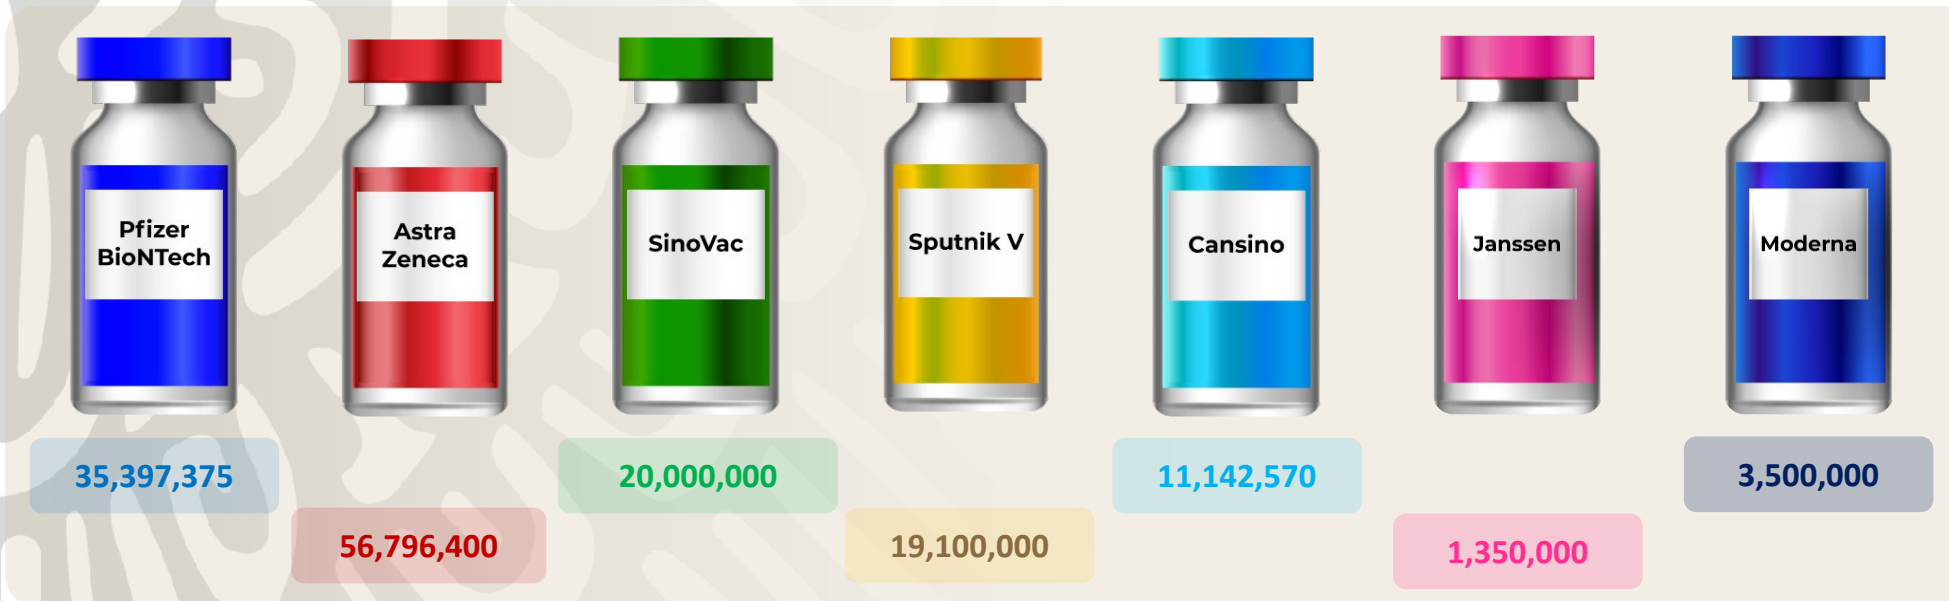 Pfizer
BioNTech
Astra
Zeneca
SinoVac
Sputnik V
Cansino
Janssen
Moderna
35,397,375
56,796,400
20,000,000
19,100,000
11,142,570
1,350,000
3,500,000